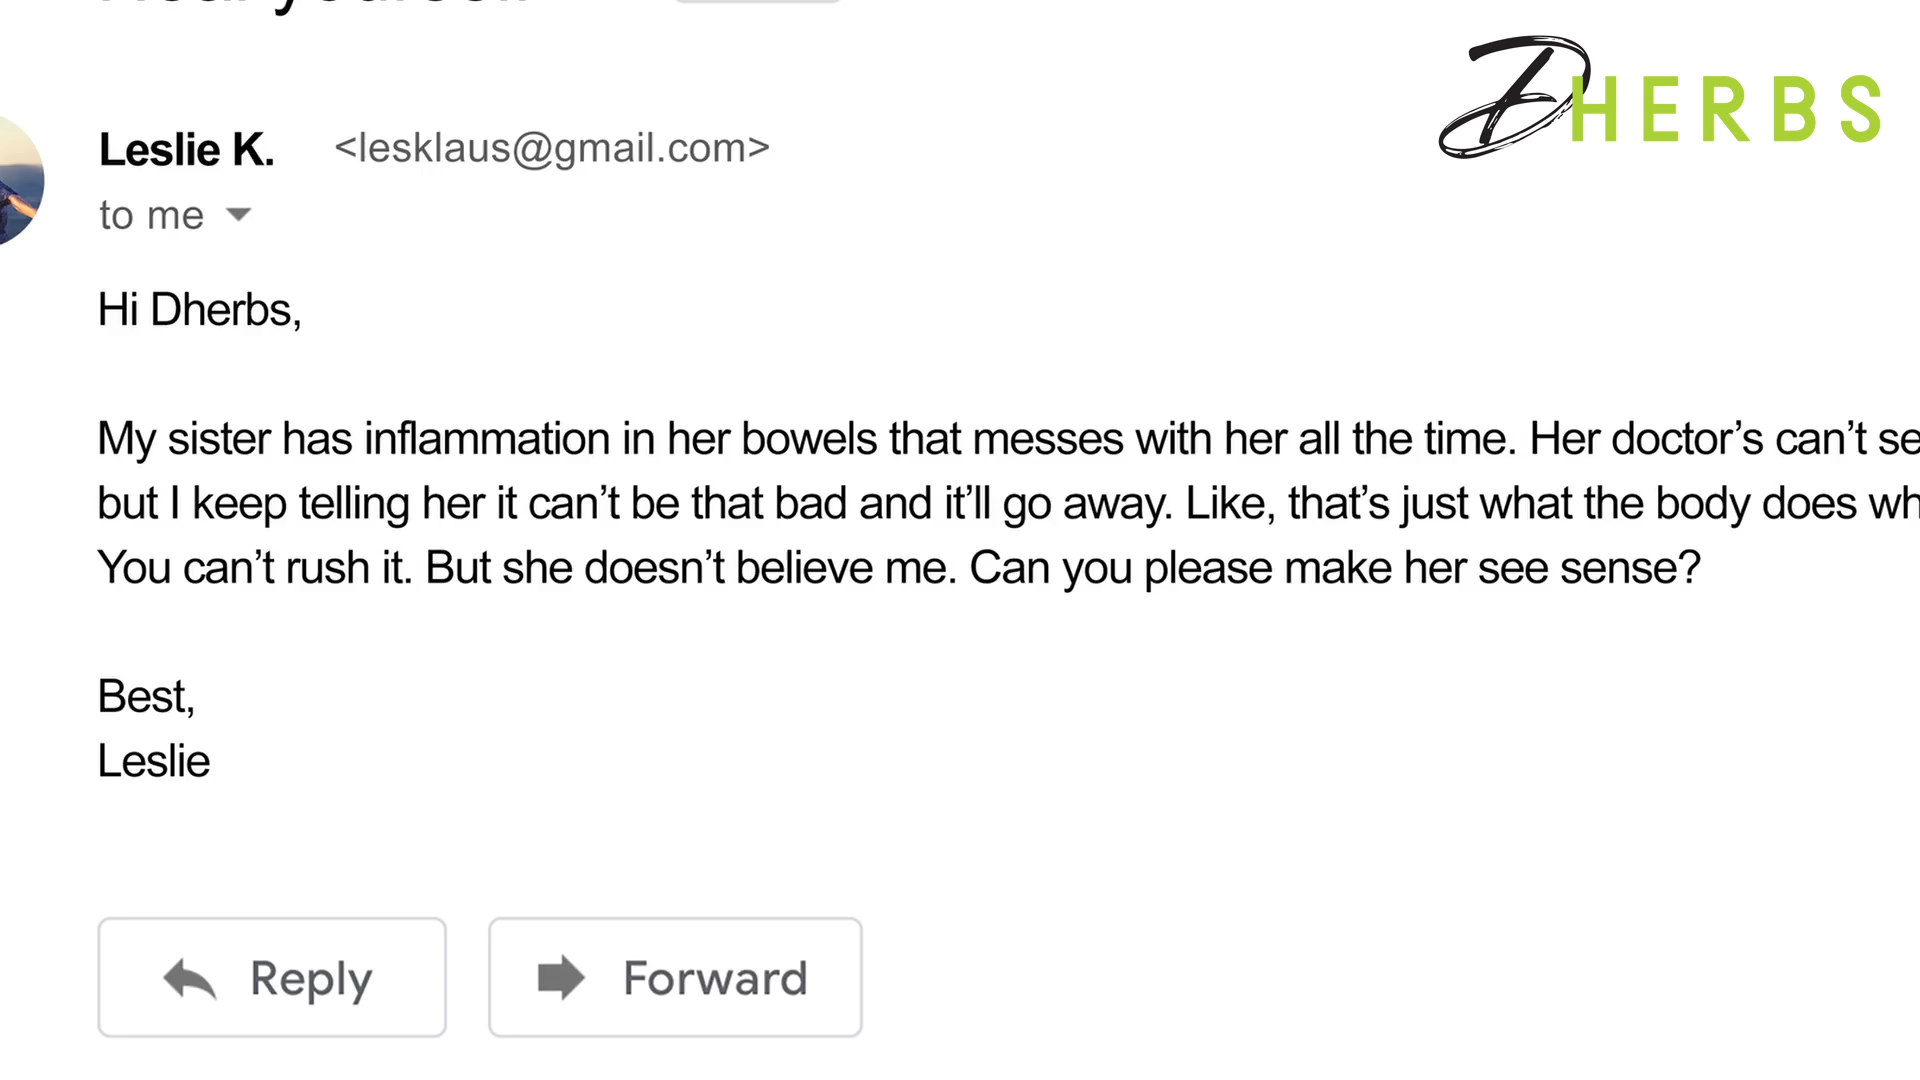 DHERBS
Leslie K. <lesklaus@gmail.com>
to me
Hi Dherbs,
My sister has inflammation in her bowels that messes with her all the time. Her doctor’s can’t
but I keep telling her it can’t be that bad and it’ll go away. Like, that’s just what the body does
You can’t rush it. But she doesn’t believe me. Can you please make her see sense?
Best,
Leslie
Reply
Forward